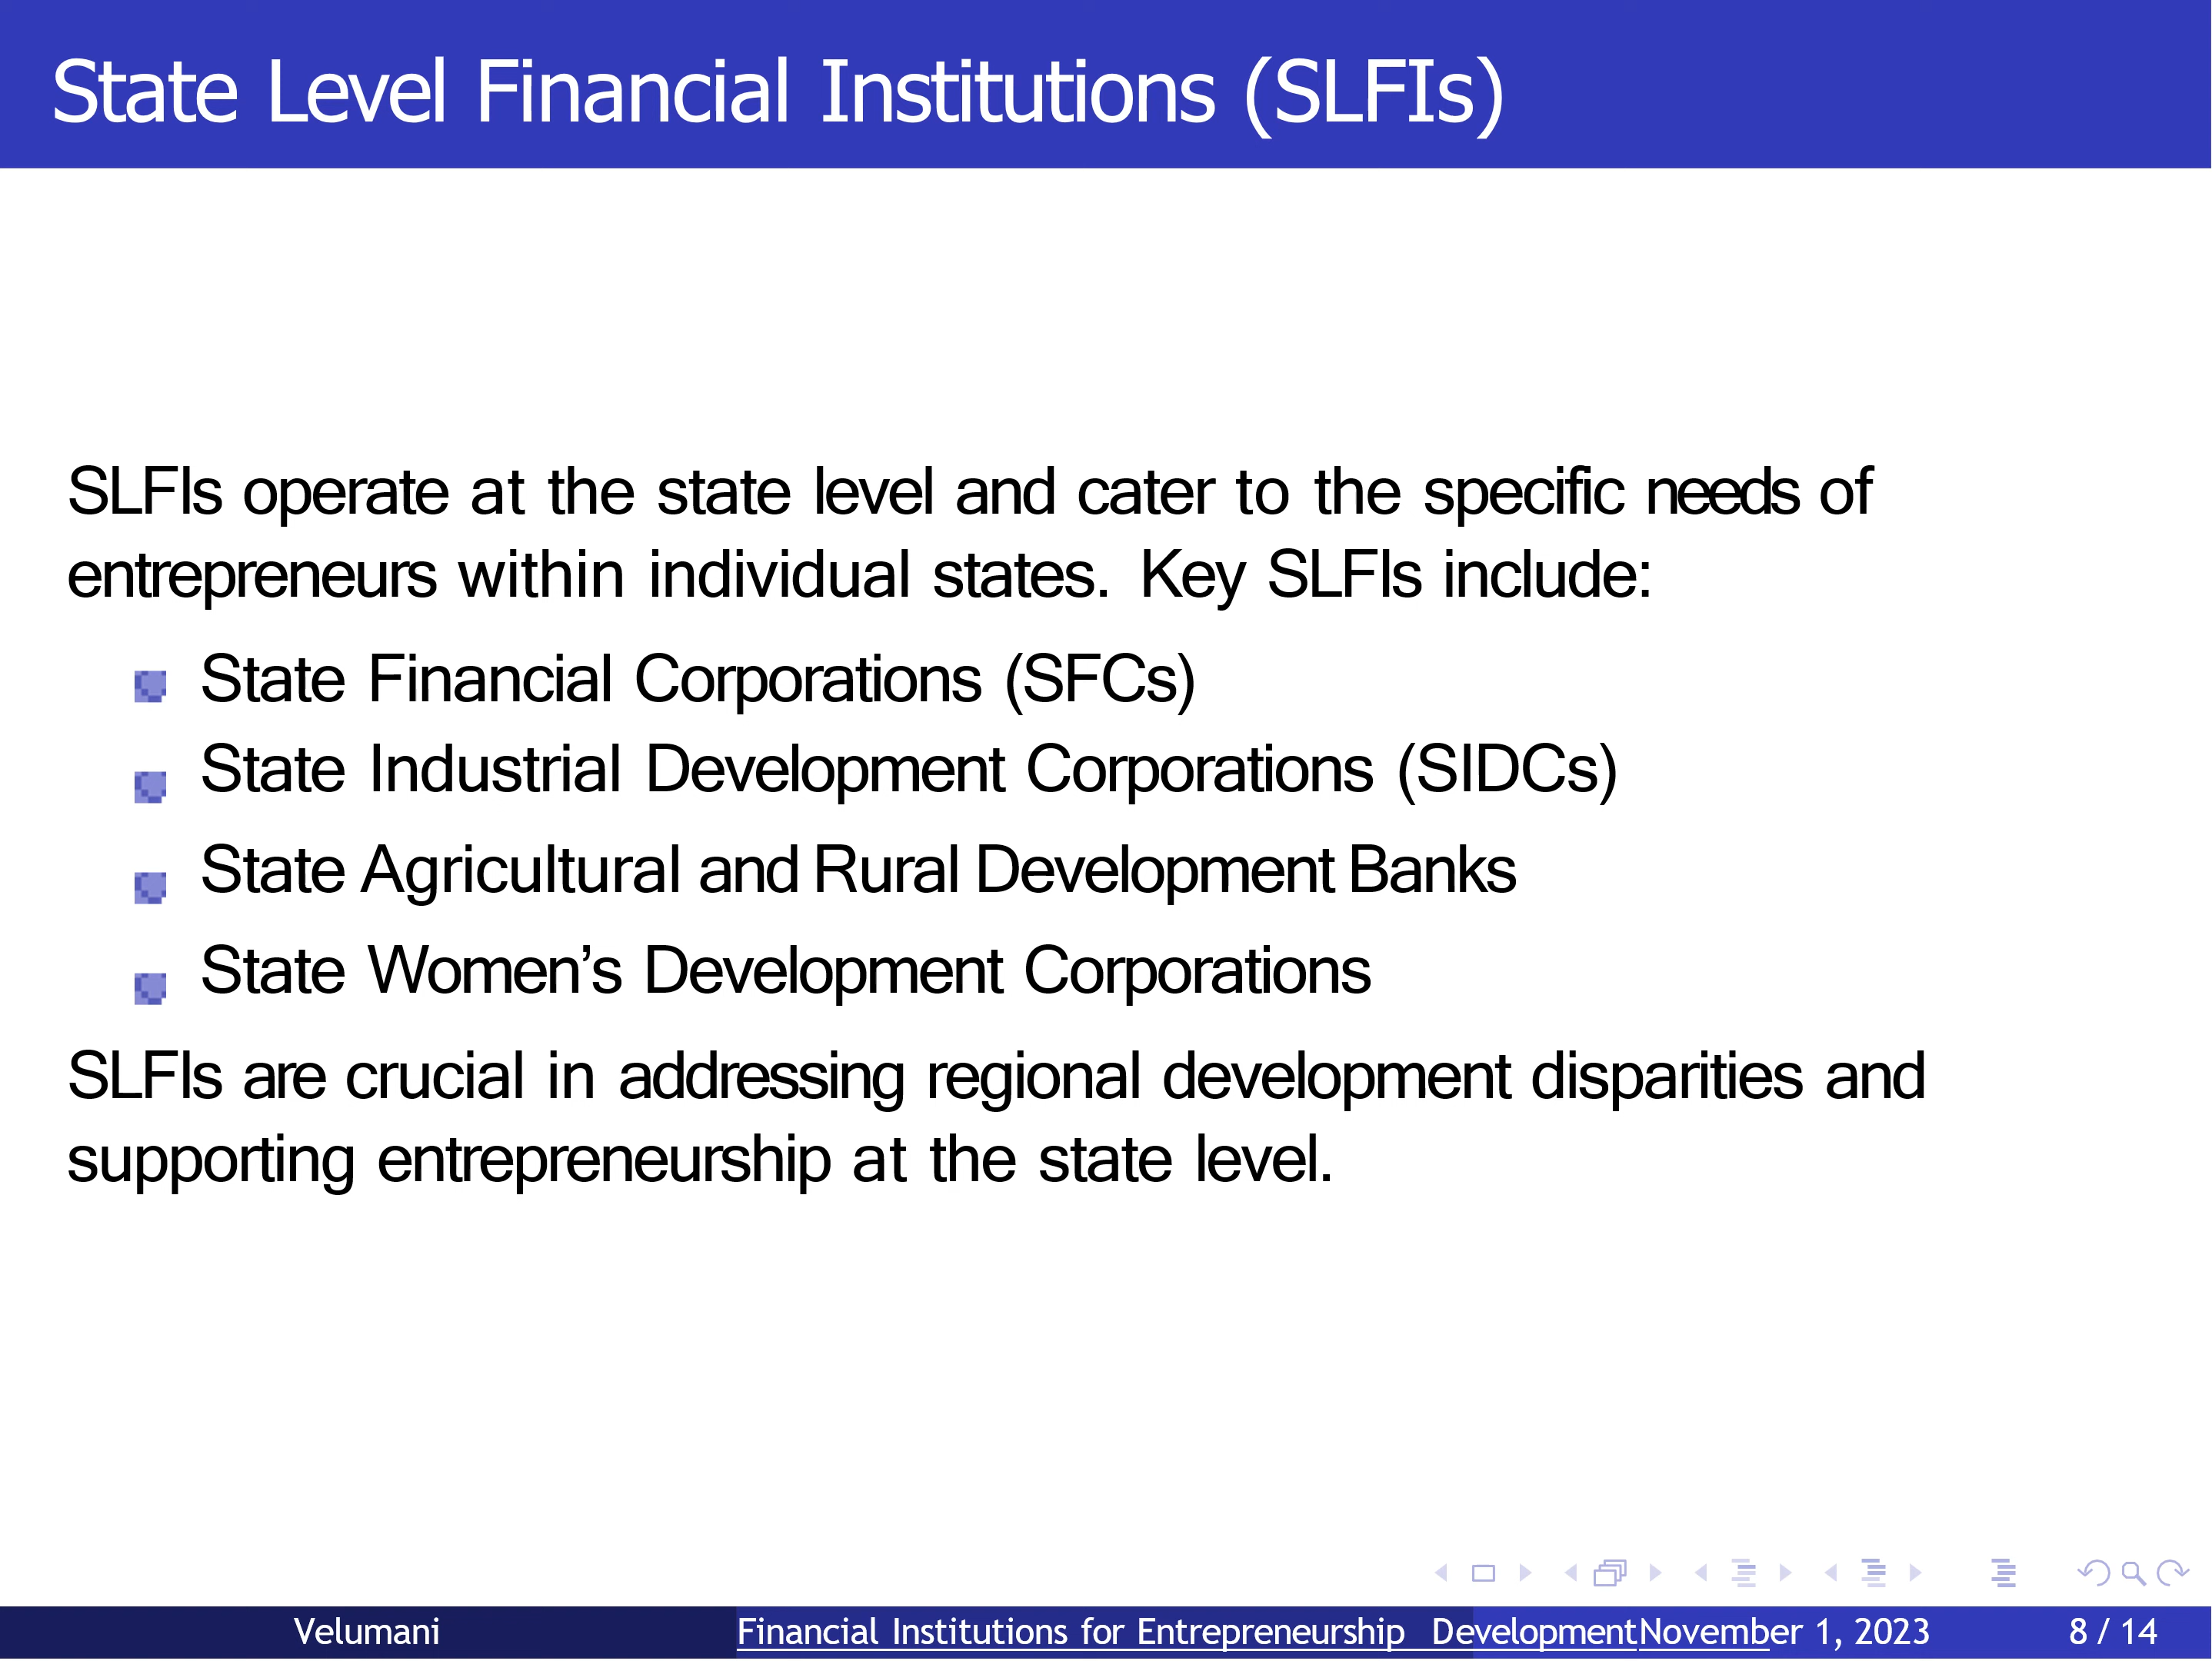 State Level Financial Institutions (SLFIs)
SLFIs operate at the state level and cater to the specific needs of
entrepreneurs within individual states. Key SLFIs include:
State Financial Corporations (SFCs)
State Industrial Development Corporations (SIDCs)
State Agricultural and Rural Development Banks
State Women’s Development Corporations
SLFIs are crucial in addressing regional development disparities and
supporting entrepreneurship at the state level.
Velumani Financial Institutions for Entrepreneurship Development November 1, 2023 8 / 14